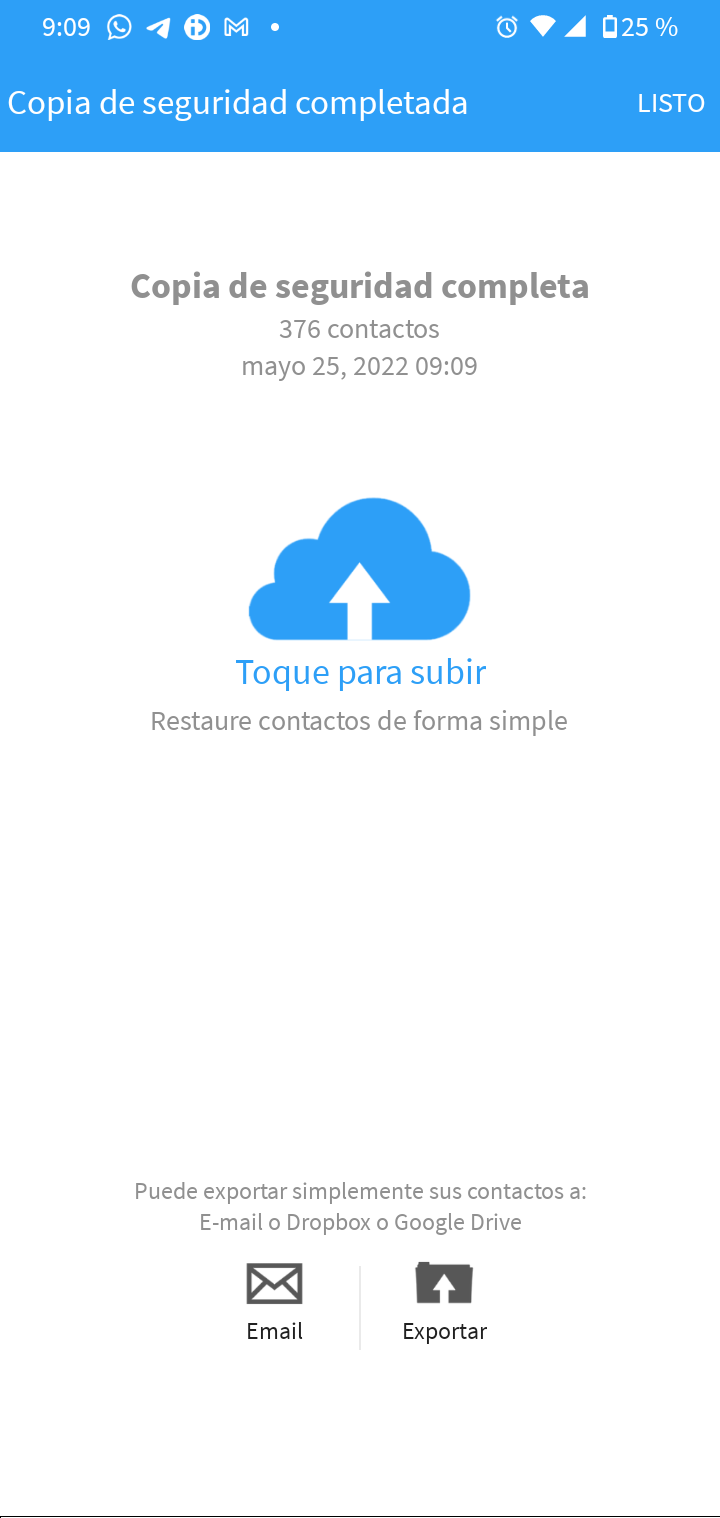 9:09
25 %
Copia de seguridad completada
LISTO
Copia de seguridad completa
376 contactos
mayo 25, 2022 09:09
Toque para subir
Restaure contactos de forma simple
Puede exportar simplemente sus contactos a:
E-mail o Dropbox o Google Drive
Email
Exportar